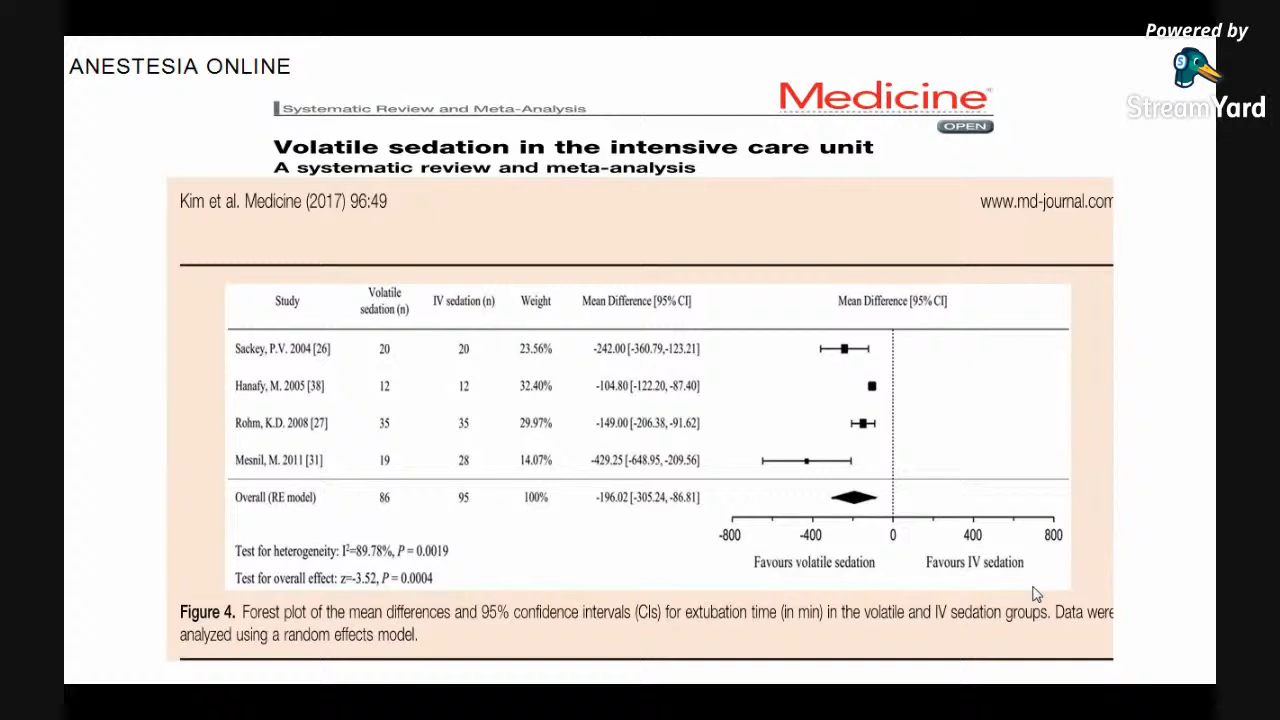 Powered by
StreamYard
ANESTESIA ONLINE
Systematic Review and Meta-Analysis
Medicine®
OPEN
Volatile sedation in the intensive care unit
A systematic review and meta-analysis
Kim et al. Medicine (2017) 96:49 www.md-journal.com
Study Volatile sedation (n) IV sedation (n) Weight Mean Difference [95% CI] Mean Difference [95% CI]
Sackey, P.V. 2004 [26] 20 20 23.56% -242.00 [-360.79,-123.21]
Hanafy, M. 2005 [38] 12 12 32.40% -104.80 [-122.20, -87.40]
Rohm, K.D. 2008 [27] 35 35 29.97% -149.00 [-206.38, -91.62]
Mesnil, M. 2011 [31] 19 28 14.07% -429.25 [-648.95, -209.56]
Overall (RE model) 86 95 100% -196.02 [-305.24, -86.81]
-800 -400 0 400 800
Test for heterogeneity: I²=89.78%, P = 0.0019
Favours volatile sedation Favours IV sedation
Test for overall effect: z=-3.52, P = 0.0004
Figure 4. Forest plot of the mean differences and 95% confidence intervals (CIs) for extubation time (in min) in the volatile and IV sedation groups. Data were
analyzed using a random effects model.